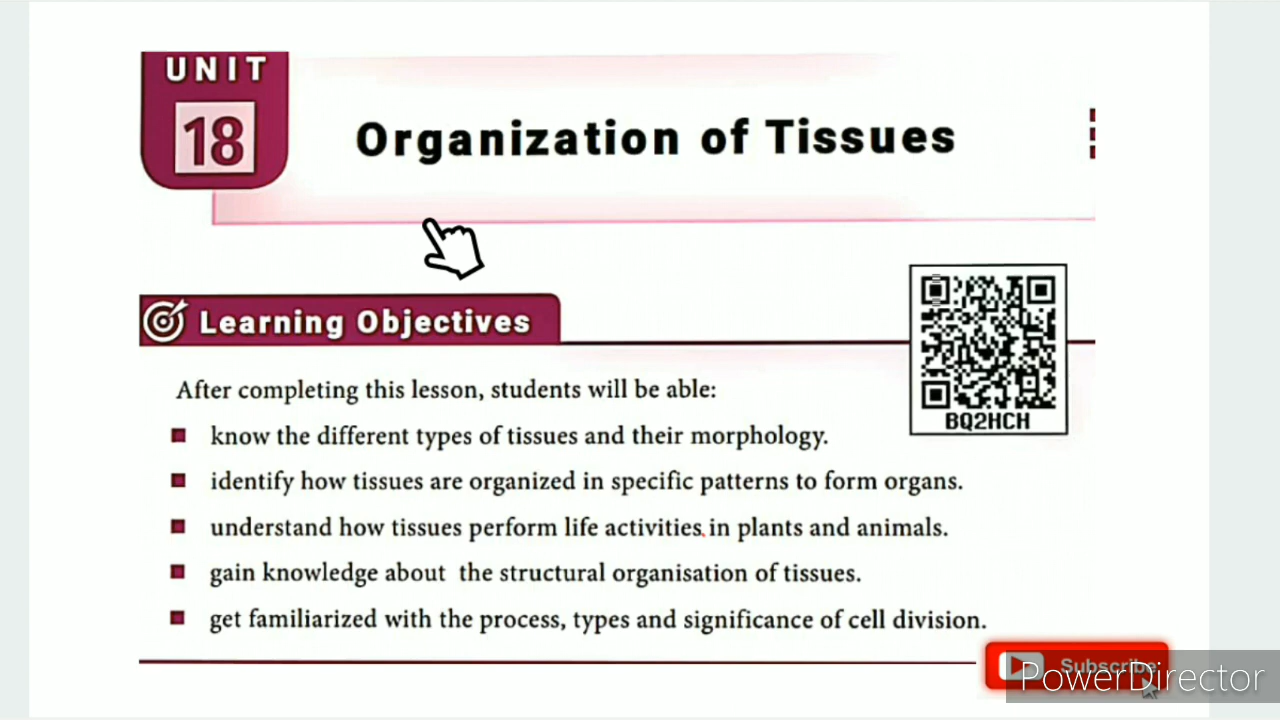 UNIT
18
Organization of Tissues
Learning Objectives
BQ2HCH
After completing this lesson, students will be able:
know the different types of tissues and their morphology.
identify how tissues are organized in specific patterns to form organs.
understand how tissues perform life activities in plants and animals.
gain knowledge about the structural organisation of tissues.
get familiarized with the process, types and significance of cell division.
Subscribe
PowerDirector